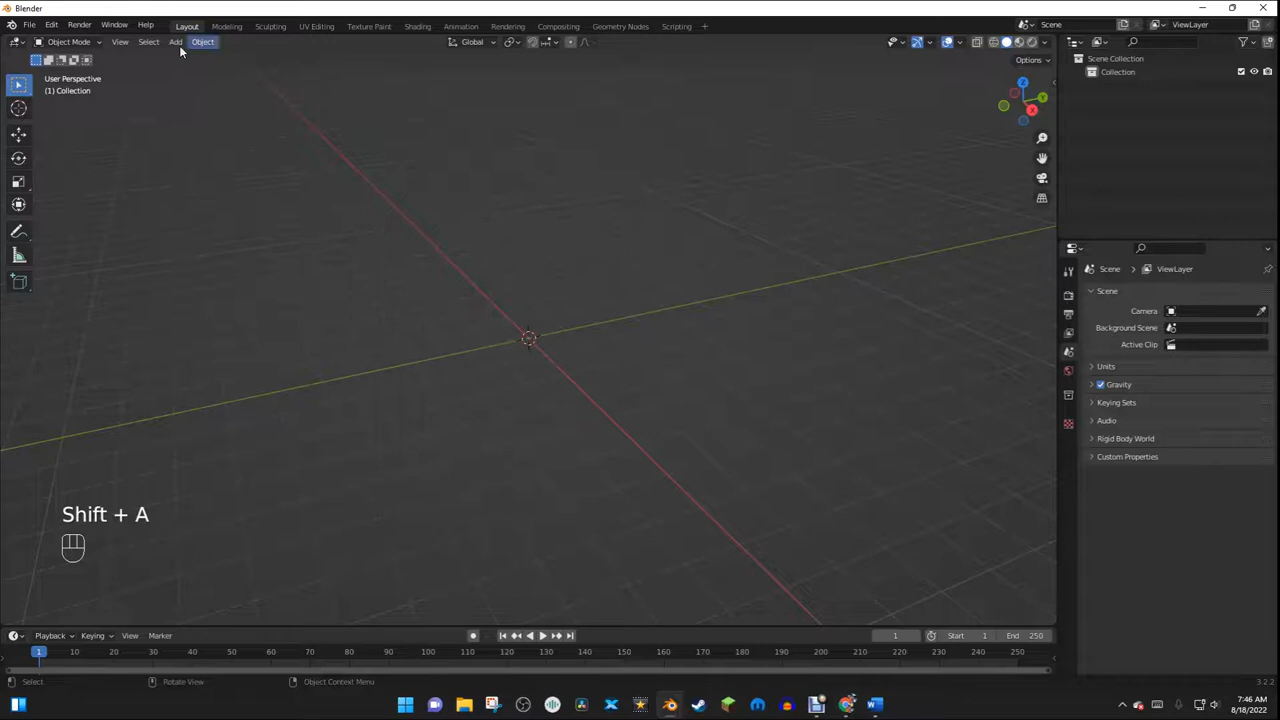 Blender
File Edit Render Window Help Layout Modeling Sculpting UV Editing Texture Paint Shading Animation Rendering Compositing Geometry Nodes Scripting + Scene ViewLayer
Object Mode View Select Add Object Global
Options
User Perspective
(1) Collection
Z
Y
X
Scene Collection
Collection
Scene ViewLayer
Scene
Camera
Background Scene
Active Clip
Units
Gravity
Keying Sets
Audio
Rigid Body World
Custom Properties
Shift + A
Playback Keying View Marker 1 Start 1 End 250
1 10 20 30 40 50 60 70 80 90 100 110 120 130 140 150 160 170 180 190 200 210 220 230 240 250
Select Rotate View Object Context Menu 3.2.2
7:46 AM
8/18/2022